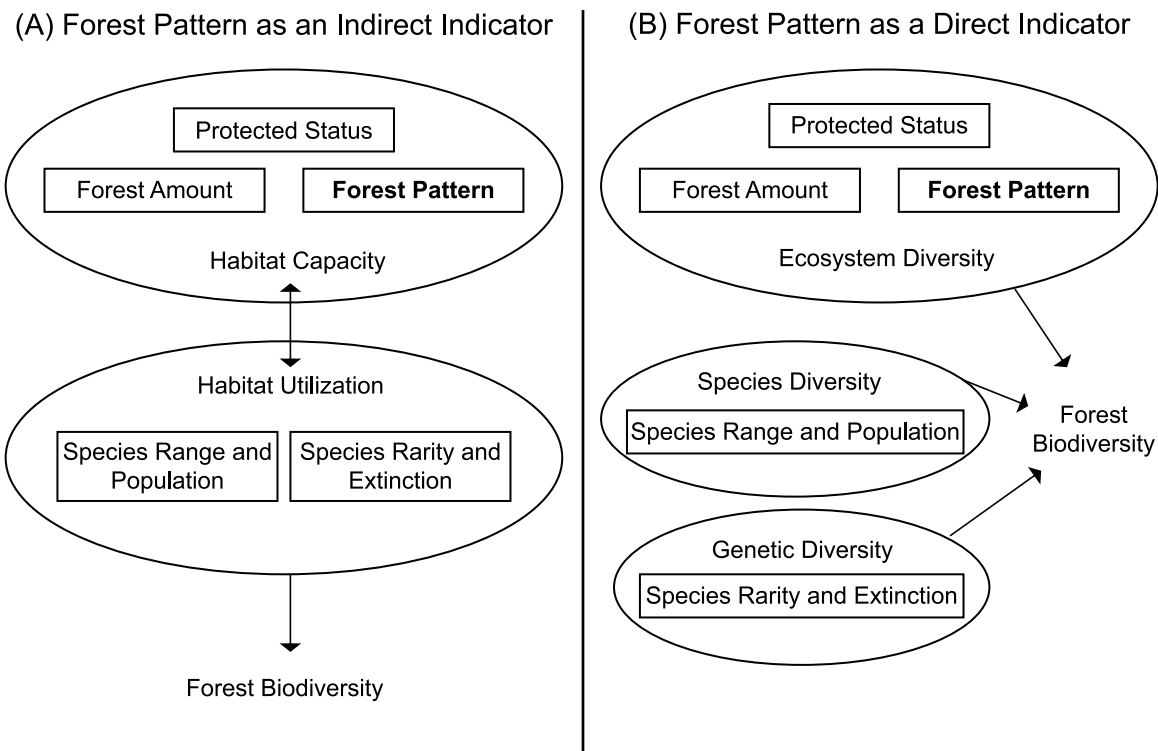 (A) Forest Pattern as an Indirect Indicator
Protected Status
Forest Amount
Forest Pattern
Habitat Capacity
Habitat Utilization
Species Range and
Population
Species Rarity and
Extinction
Forest Biodiversity
(B) Forest Pattern as a Direct Indicator
Protected Status
Forest Amount
Forest Pattern
Ecosystem Diversity
Species Diversity
Species Range and Population
Genetic Diversity
Species Rarity and Extinction
Forest
Biodiversity